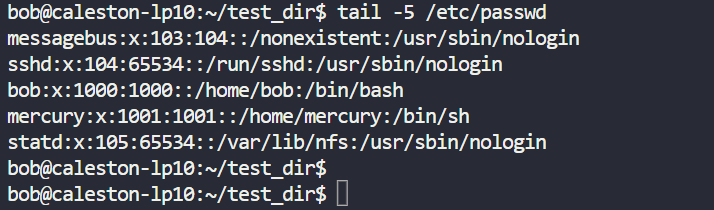 bob@caleston-lp10:~/test_dir$ tail -5 /etc/passwd
messagebus:x:103:104::/nonexistent:/usr/sbin/nologin
sshd:x:104:65534::/run/sshd:/usr/sbin/nologin
bob:x:1000:1000::/home/bob:/bin/bash
mercury:x:1001:1001::/home/mercury:/bin/sh
statd:x:105:65534::/var/lib/nfs:/usr/sbin/nologin
bob@caleston-lp10:~/test_dir$
bob@caleston-lp10:~/test_dir$